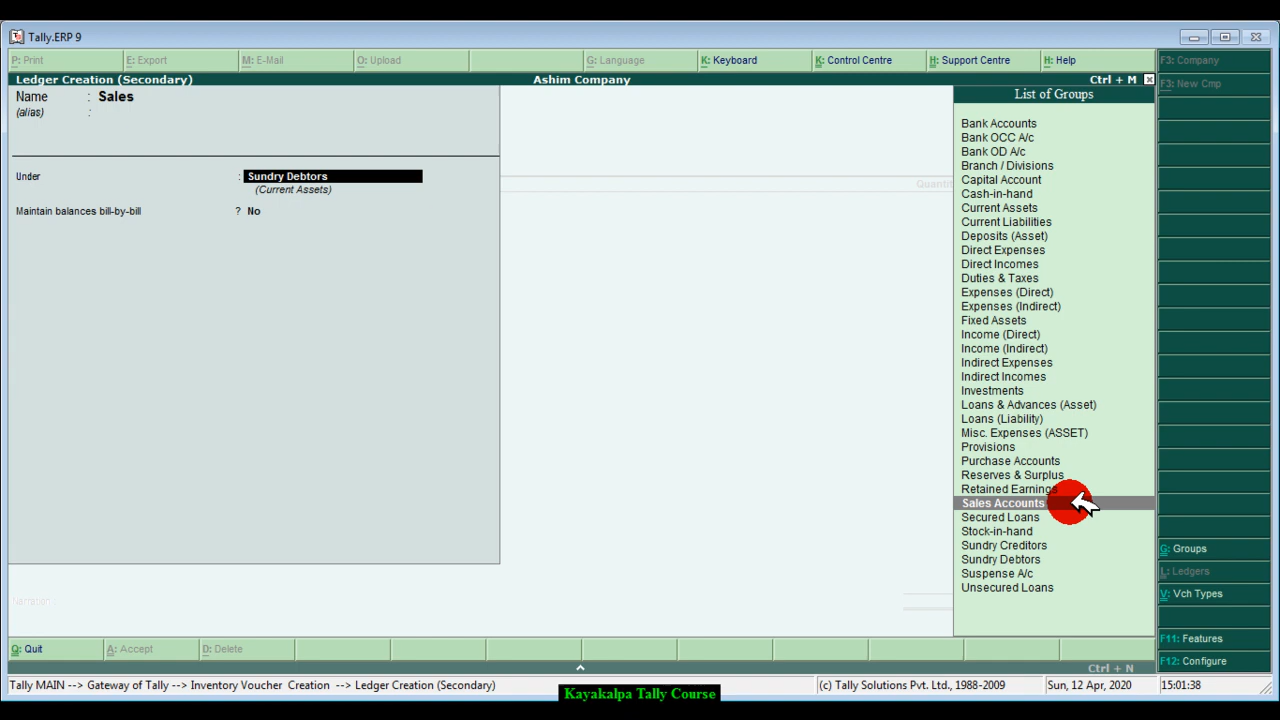 Tally.ERP 9
P: Print E: Export M: E-Mail O: Upload G: Language K: Keyboard K: Control Centre H: Support Centre H: Help F3: Company
Ledger Creation (Secondary) Ashim Company Ctrl + M
F3: New Cmp
Name : Sales
(alias) :
Under : Sundry Debtors
(Current Assets)
Maintain balances bill-by-bill ? No
Quantit
List of Groups
Bank Accounts
Bank OCC A/c
Bank OD A/c
Branch / Divisions
Capital Account
Cash-in-hand
Current Assets
Current Liabilities
Deposits (Asset)
Direct Expenses
Direct Incomes
Duties & Taxes
Expenses (Direct)
Expenses (Indirect)
Fixed Assets
Income (Direct)
Income (Indirect)
Indirect Expenses
Indirect Incomes
Investments
Loans & Advances (Asset)
Loans (Liability)
Misc. Expenses (ASSET)
Provisions
Purchase Accounts
Reserves & Surplus
Retained Earnings
Sales Accounts
Secured Loans
Stock-in-hand
Sundry Creditors
Sundry Debtors
Suspense A/c
Unsecured Loans
G: Groups
L: Ledgers
V: Vch Types
F11: Features
F12: Configure
Narration :
Q: Quit A: Accept D: Delete
Ctrl + N
Tally MAIN --> Gateway of Tally --> Inventory Voucher Creation --> Ledger Creation (Secondary) (c) Tally Solutions Pvt. Ltd., 1988-2009 Sun, 12 Apr, 2020 15:01:38
Kayakalpa Tally Course